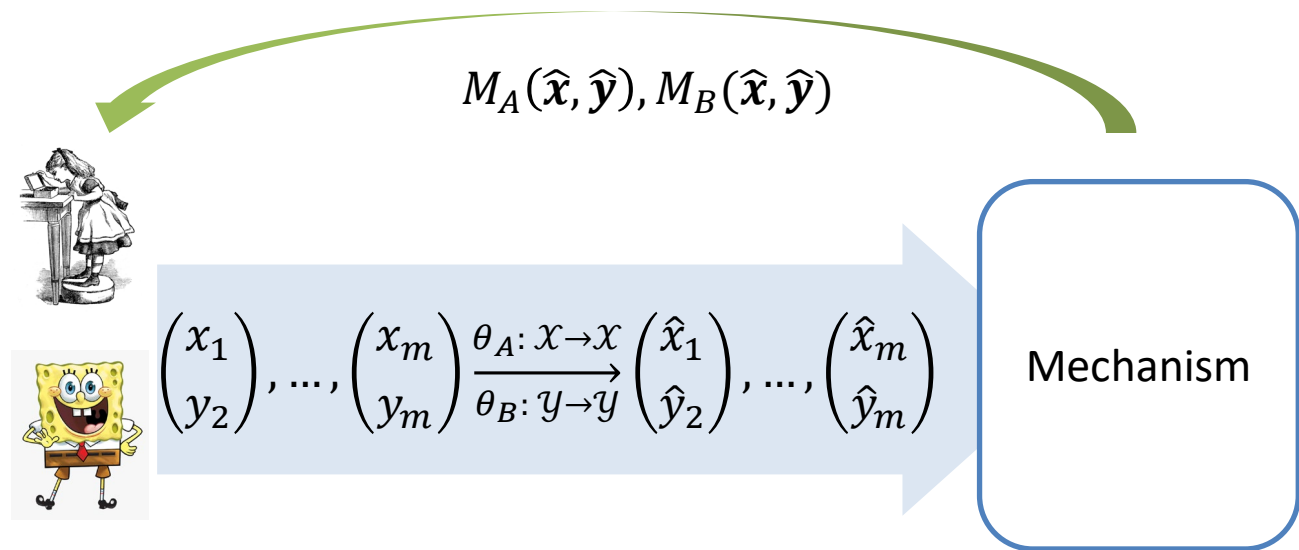 M_A(x̂, ŷ), M_B(x̂, ŷ)
(x_1 y_2), …, (x_m y_m) θ_A: 𝒳→𝒳 θ_B: 𝒴→𝒴 (x̂_1 ŷ_2), …, (x̂_m ŷ_m)
Mechanism